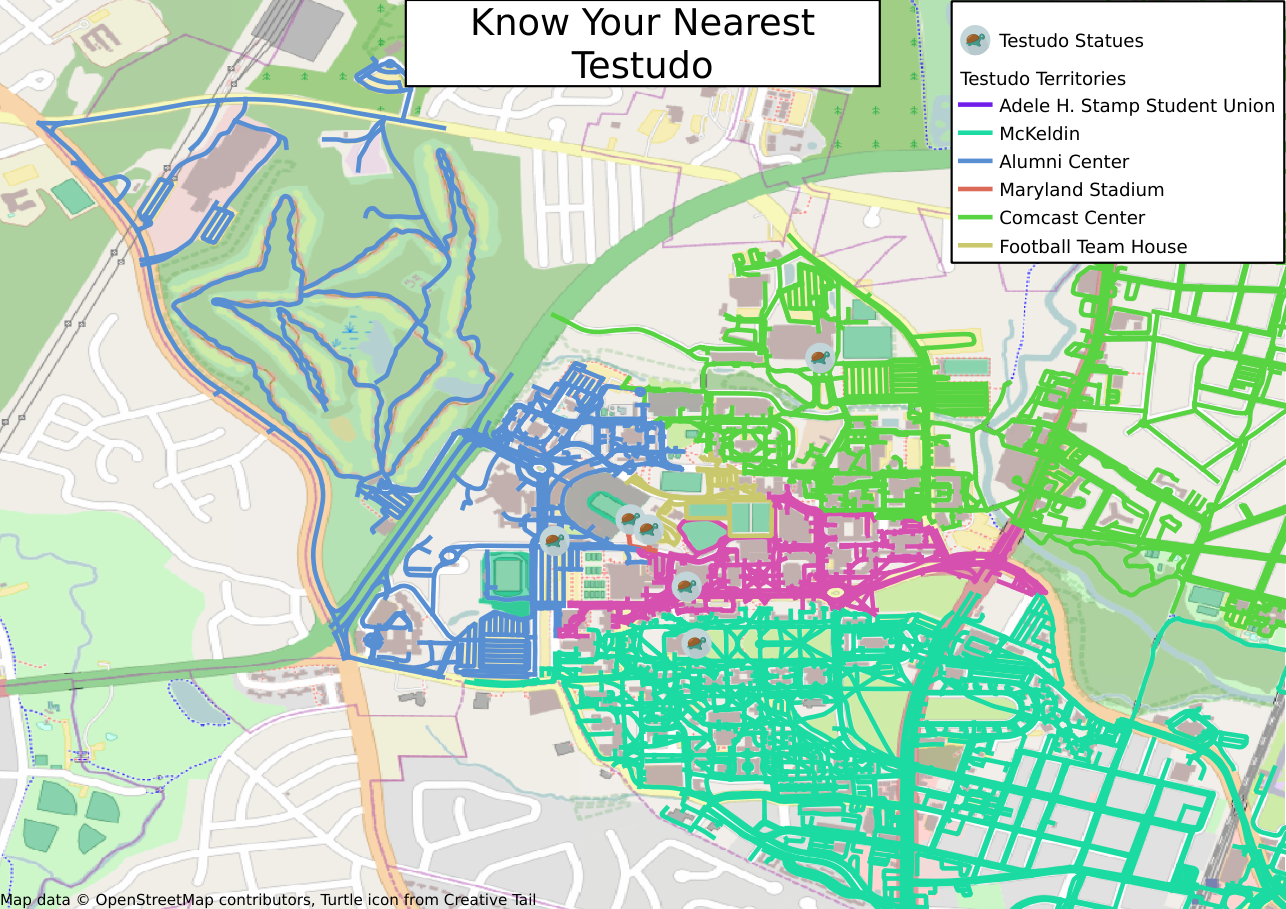 Know Your Nearest
Testudo
Testudo Statues
Testudo Territories
Adele H. Stamp Student Union
McKeldin
Alumni Center
Maryland Stadium
Comcast Center
Football Team House
Map data © OpenStreetMap contributors, Turtle icon from Creative Tail